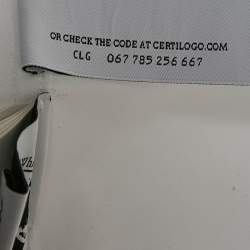 OR CHECK THE CODE AT CERTILOGO.COM
CLG 067 785 256 667